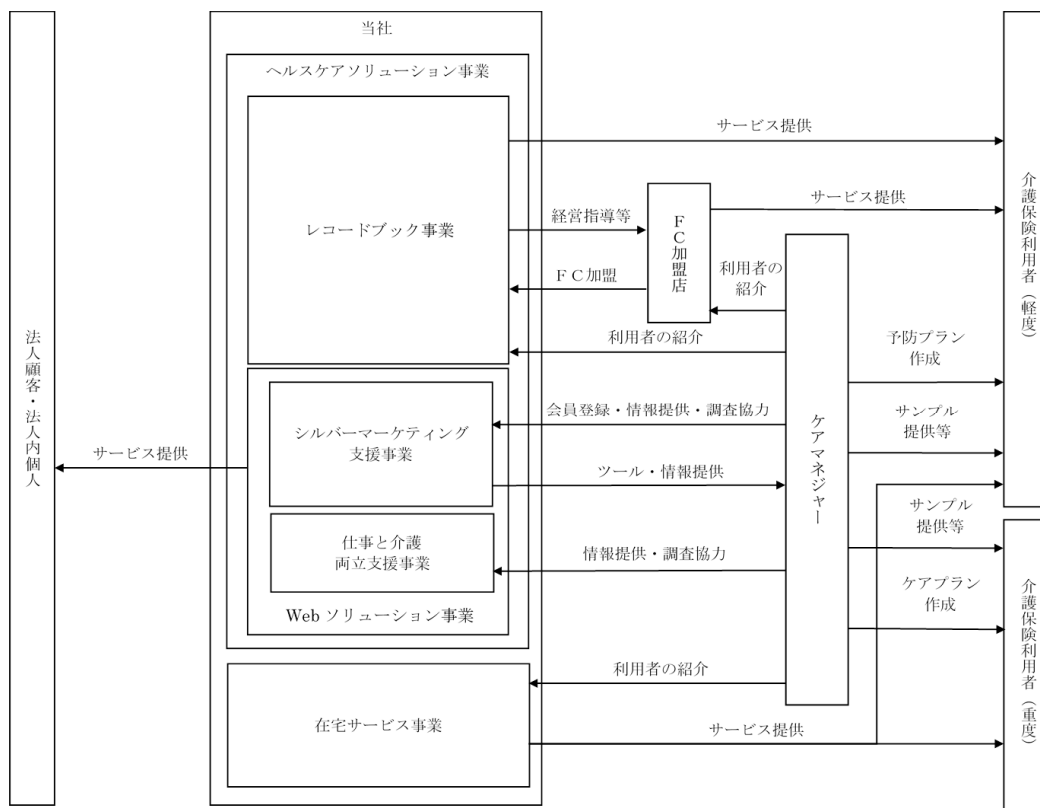 当社
ヘルスケアソリューション事業
レコードブック事業
サービス提供
経営指導等
FC加盟店
サービス提供
ＦＣ加盟
利用者の
紹介
利用者の紹介
介護保険利用者（軽度）
法人顧客・法人内個人
サービス提供
シルバーマーケティング
支援事業
会員登録・情報提供・調査協力
ツール・情報提供
ケアマネジャー
予防プラン
作成
サンプル
提供等
仕事と介護
両立支援事業
情報提供・調査協力
サンプル
提供等
ケアプラン
作成
Web ソリューション事業
介護保険利用者（重度）
利用者の紹介
在宅サービス事業
サービス提供